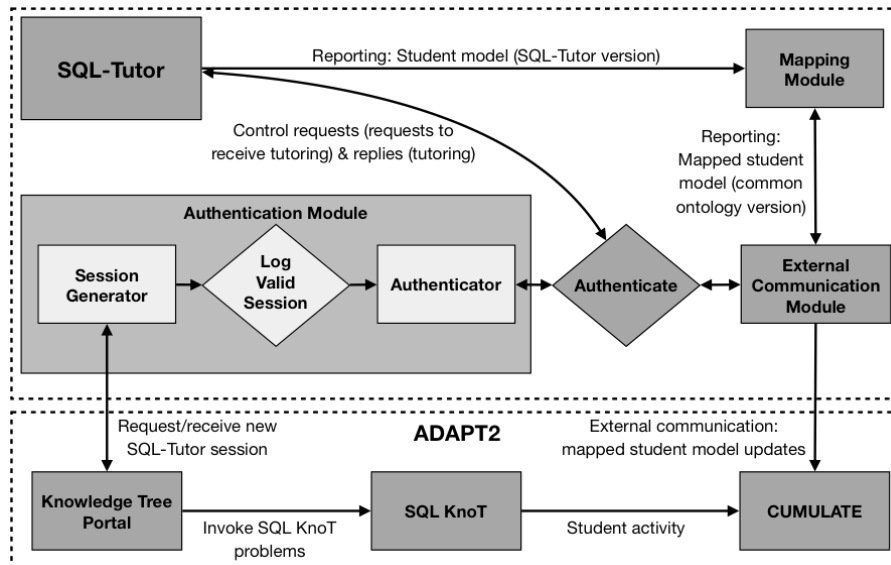 SQL-Tutor
Reporting: Student model (SQL-Tutor version)
Mapping
Module
Control requests (requests to
receive tutoring) & replies (tutoring)
Reporting:
Mapped student
model (common
ontology version)
Authentication Module
Session
Generator
Log
Valid
Session
Authenticator
Authenticate
External
Communication
Module
Request/receive new
SQL-Tutor session
ADAPT2
External communication:
mapped student model updates
Knowledge Tree
Portal
Invoke SQL KnoT
problems
SQL KnoT
Student activity
CUMULATE